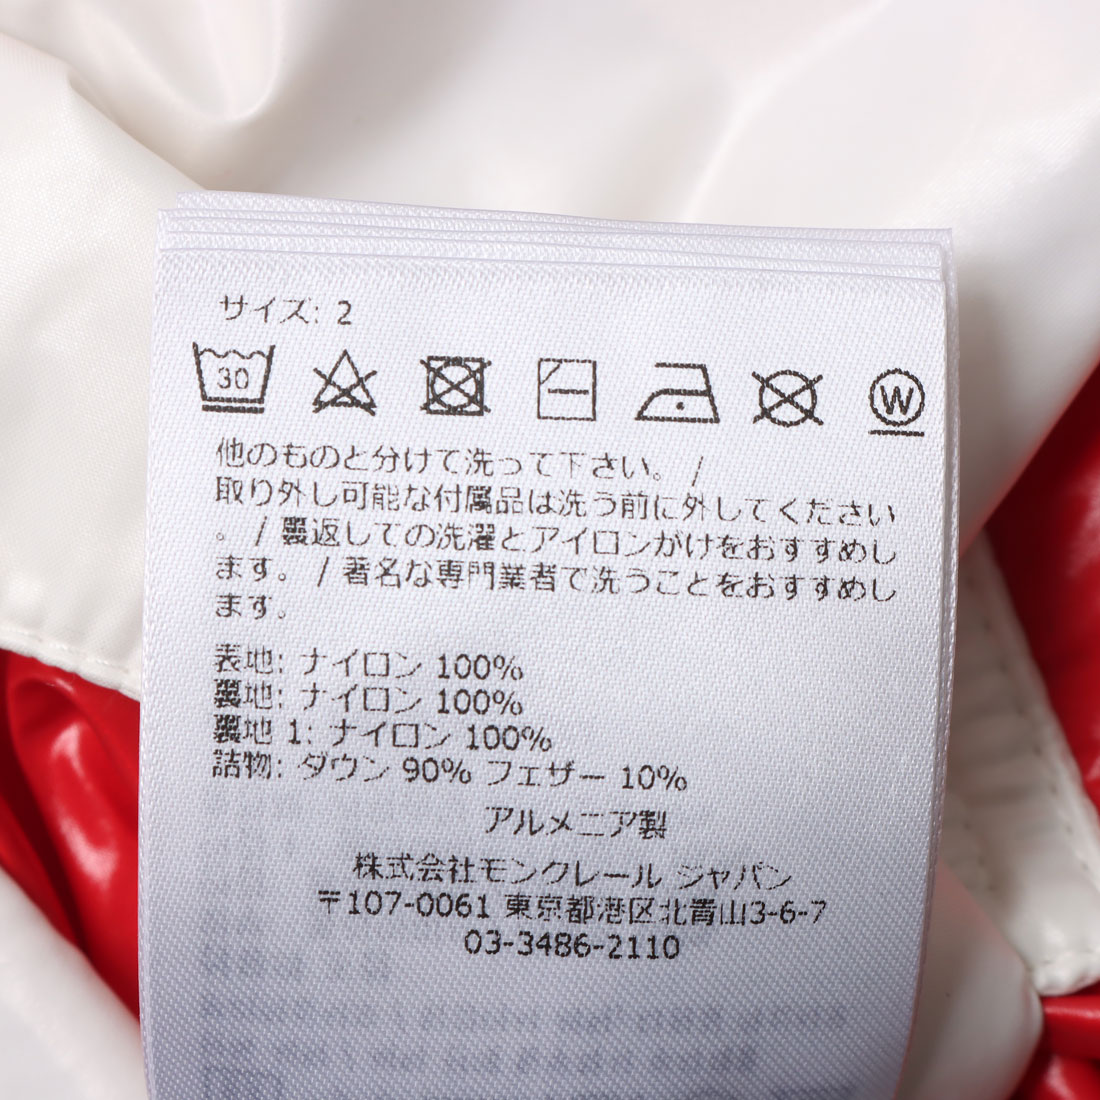 サイズ: 2
30
W
他のものと分けて洗って下さい。 /
取り外し可能な付属品は洗う前に外してください
。 / 裏返しての洗濯とアイロンがけをおすすめし
ます。 / 著名な専門業者で洗うことをおすすめし
ます。
表地: ナイロン 100%
裏地: ナイロン 100%
裏地 1: ナイロン 100%
詰物: ダウン 90% フェザー 10%
アルメニア製
株式会社モンクレール ジャパン
〒107-0061 東京都港区北青山3-6-7
03-3486-2110